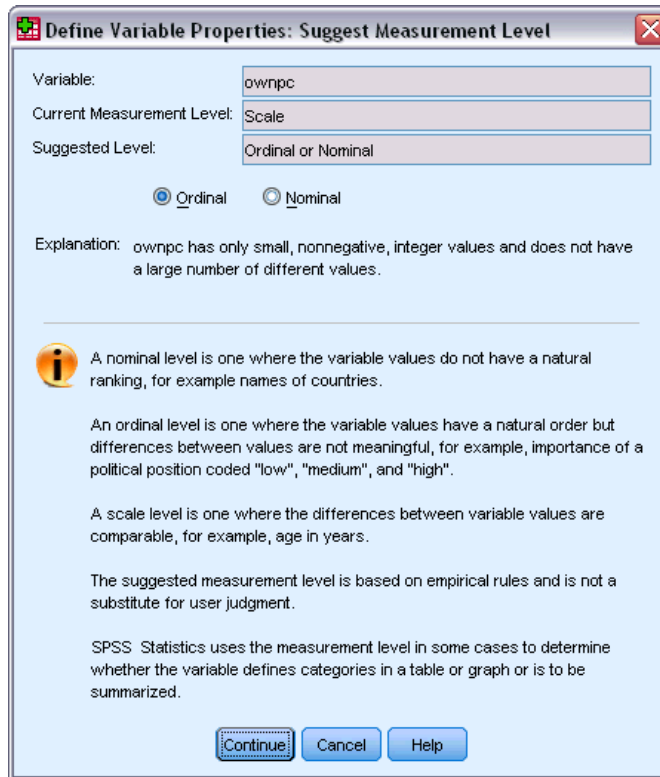 Define Variable Properties: Suggest Measurement Level
Variable: ownpc
Current Measurement Level: Scale
Suggested Level: Ordinal or Nominal
Ordinal Nominal
Explanation: ownpc has only small, nonnegative, integer values and does not have
a large number of different values.
A nominal level is one where the variable values do not have a natural
ranking, for example names of countries.
An ordinal level is one where the variable values have a natural order but
differences between values are not meaningful, for example, importance of a
political position coded "low", "medium", and "high".
A scale level is one where the differences between variable values are
comparable, for example, age in years.
The suggested measurement level is based on empirical rules and is not a
substitute for user judgment.
SPSS Statistics uses the measurement level in some cases to determine
whether the variable defines categories in a table or graph or is to be
summarized.
Continue Cancel Help